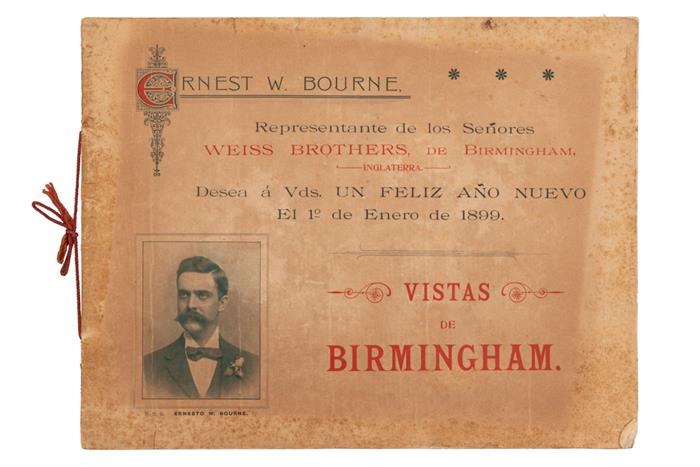 ERNEST W. BOURNE, * * *
Representante de los Señores
WEISS BROTHERS, DE BIRMINGHAM,
INGLATERRA.
Desea á Vds. UN FELIZ AÑO NUEVO
El 1º de Enero de 1899.
VISTAS
DE
BIRMINGHAM.
ERNESTO W. BOURNE.